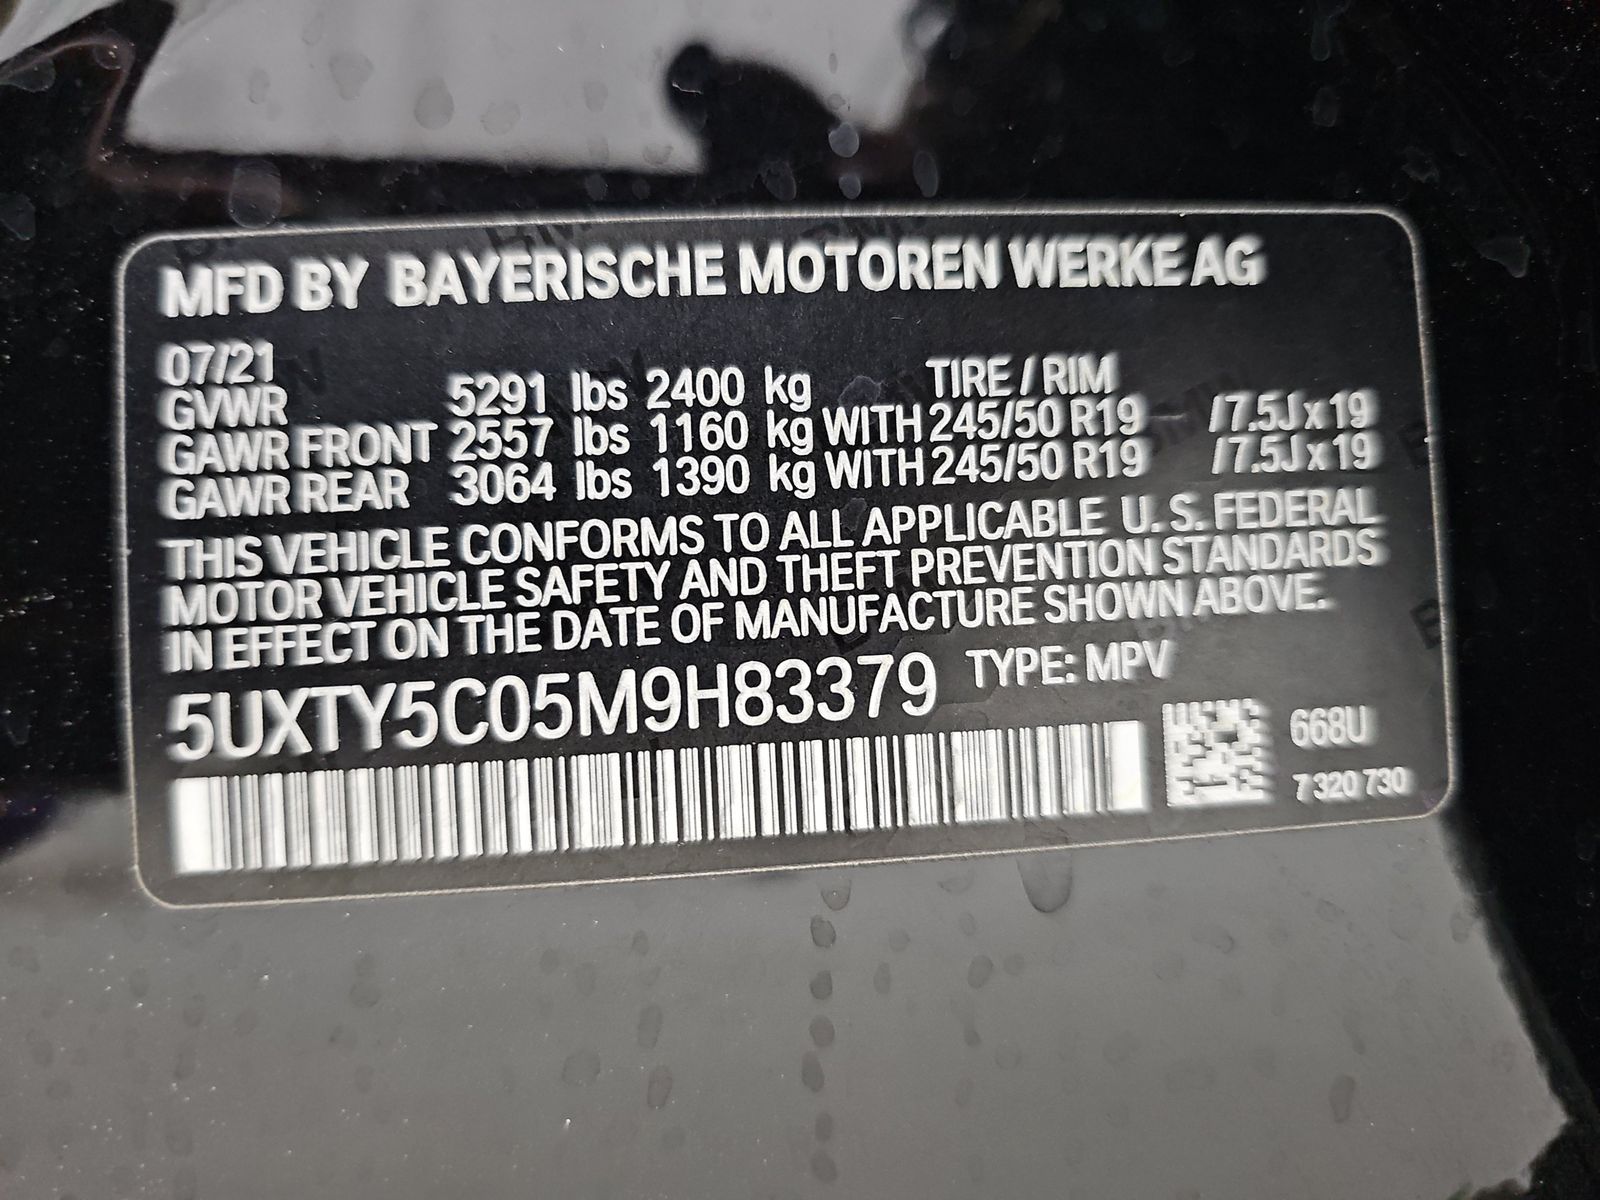 MFD BY BAYERISCHE MOTOREN WERKE AG
07/21
GVWR 5291 lbs 2400 kg TIRE / RIM
GAWR FRONT 2557 lbs 1160 kg WITH 245/50 R19 /7.5J x 19
GAWR REAR 3064 lbs 1390 kg WITH 245/50 R19 /7.5J x 19
THIS VEHICLE CONFORMS TO ALL APPLICABLE U. S. FEDERAL
MOTOR VEHICLE SAFETY AND THEFT PREVENTION STANDARDS
IN EFFECT ON THE DATE OF MANUFACTURE SHOWN ABOVE.
5UXTY5C05M9H83379 TYPE: MPV
668U
7 320 730